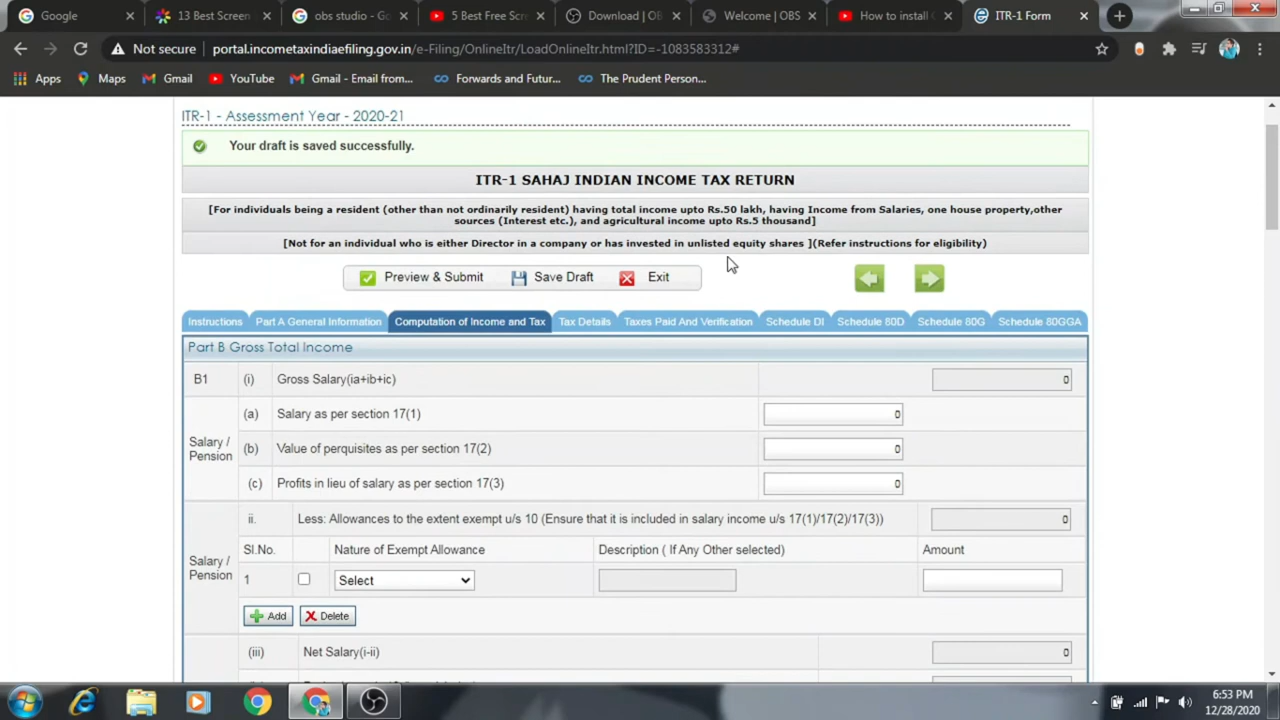 Google
13 Best Scree
obs studio - Go
5 Best Free Scre
Download | OB
Welcome | OBS
How to install
ITR-1 Form
Not secure portal.incometaxindiaefiling.gov.in/e-Filing/OnlineItr/LoadOnlineItr.html?ID=-1083583312#
Apps Maps Gmail YouTube Gmail - Email from... Forwards and Futur... The Prudent Person...
ITR-1 - Assessment Year - 2020-21
Your draft is saved successfully.
ITR-1 SAHAJ INDIAN INCOME TAX RETURN
[For individuals being a resident (other than not ordinarily resident) having total income upto Rs.50 lakh, having Income from Salaries, one house property,other
sources (Interest etc.), and agricultural income upto Rs.5 thousand]
[Not for an individual who is either Director in a company or has invested in unlisted equity shares ](Refer instructions for eligibility)
Preview & Submit Save Draft Exit
Instructions Part A General Information Computation of Income and Tax Tax Details Taxes Paid And Verification Schedule DI Schedule 80D Schedule 80G Schedule 80GGA
Part B Gross Total Income
B1 (i) Gross Salary(ia+ib+ic) 0
(a) Salary as per section 17(1) 0
Salary /
Pension
(b) Value of perquisites as per section 17(2) 0
(c) Profits in lieu of salary as per section 17(3) 0
ii. Less: Allowances to the extent exempt u/s 10 (Ensure that it is included in salary income u/s 17(1)/17(2)/17(3)) 0
Salary /
Pension
Sl.No. Nature of Exempt Allowance Description ( If Any Other selected) Amount
1 Select
Add Delete
(iii) Net Salary(i-ii) 0
6:53 PM
12/28/2020